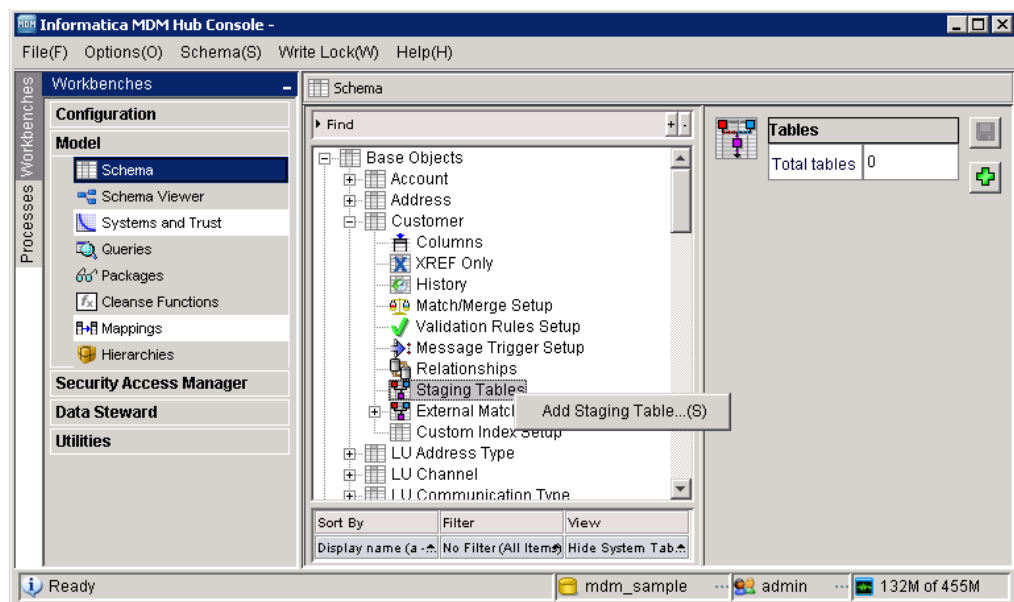 Informatica MDM Hub Console -
File(F) Options(O) Schema(S) Write Lock(W) Help(H)
Processes Workbenches
Workbenches
Configuration
Model
Schema
Schema Viewer
Systems and Trust
Queries
Packages
Cleanse Functions
Mappings
Hierarchies
Security Access Manager
Data Steward
Utilities
Schema
Find
Base Objects
Account
Address
Customer
Columns
XREF Only
History
Match/Merge Setup
Validation Rules Setup
Message Trigger Setup
Relationships
Staging Tables
Add Staging Table...(S)
External Matcl
Custom Index Setup
LU Address Type
LU Channel
LU Communication Type
Sort By Filter View
Display name (a - No Filter (All Items) Hide System Tab
Tables
Total tables 0
Ready mdm_sample ... admin ... 132M of 455M